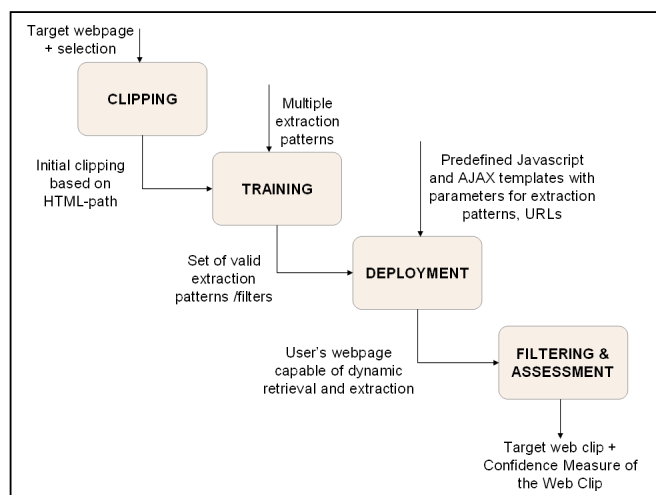 Target webpage
+ selection
CLIPPING
Multiple
extraction
patterns
Initial clipping
based on
HTML-path
TRAINING
Predefined Javascript
and AJAX templates with
parameters for extraction
patterns, URLs
Set of valid
extraction
patterns /filters
DEPLOYMENT
User's webpage
capable of dynamic
retrieval and extraction
FILTERING &
ASSESSMENT
Target web clip +
Confidence Measure of
the Web Clip